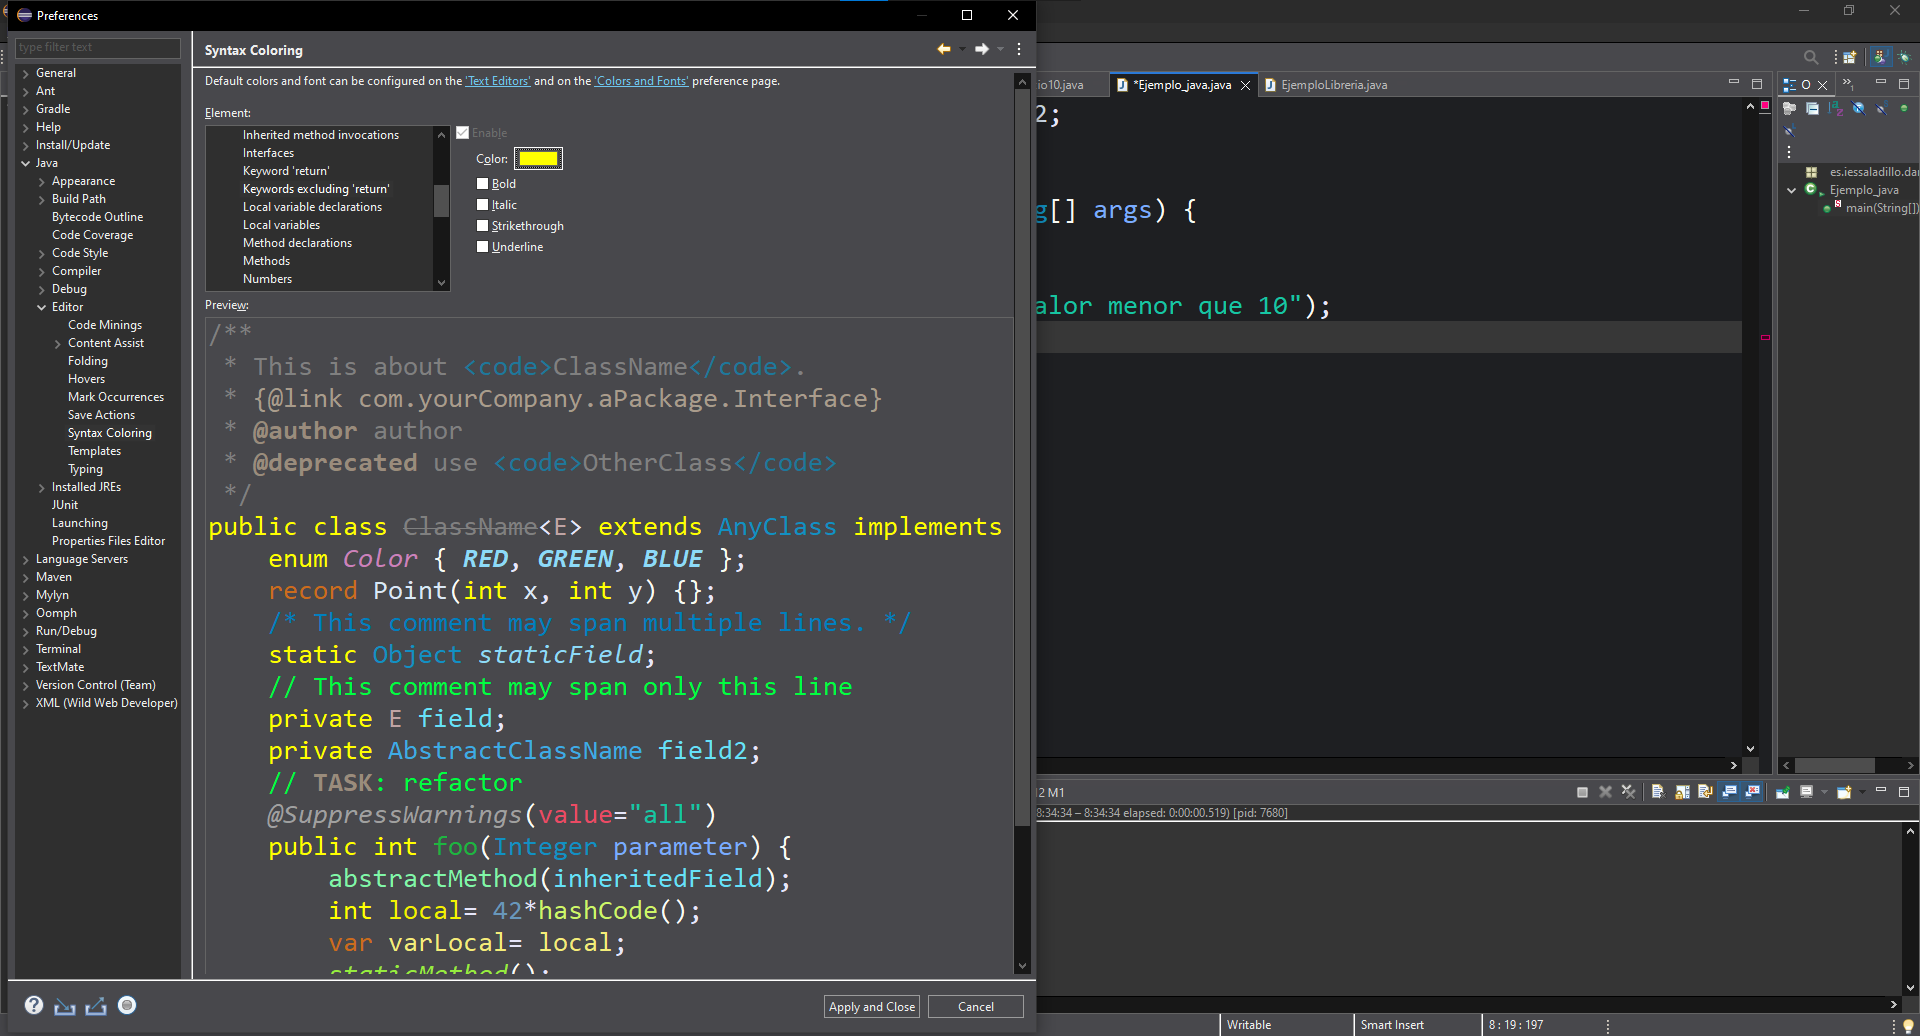 Preferences
type filter text
General
Ant
Gradle
Help
Install/Update
Java
Appearance
Build Path
Bytecode Outline
Code Coverage
Code Style
Compiler
Debug
Editor
Code Minings
Content Assist
Folding
Hovers
Mark Occurrences
Save Actions
Syntax Coloring
Templates
Typing
Installed JREs
JUnit
Launching
Properties Files Editor
Language Servers
Maven
Mylyn
Oomph
Run/Debug
Terminal
TextMate
Version Control (Team)
XML (Wild Web Developer)
Syntax Coloring
Default colors and font can be configured on the 'Text Editors' and on the 'Colors and Fonts' preference page.
Element:
Inherited method invocations
Interfaces
Keyword 'return'
Keywords excluding 'return'
Local variable declarations
Local variables
Method declarations
Methods
Numbers
Enable
Color:
Bold
Italic
Strikethrough
Underline
Preview:
/**
 * This is about <code>ClassName</code>.
 * {@link com.yourCompany.aPackage.Interface}
 * @author author
 * @deprecated use <code>OtherClass</code>
 */
public class ClassName<E> extends AnyClass implements
    enum Color { RED, GREEN, BLUE };
    record Point(int x, int y) {};
    /* This comment may span multiple lines. */
    static Object staticField;
    // This comment may span only this line
    private E field;
    private AbstractClassName field2;
    // TASK: refactor
    @SuppressWarnings(value="all")
    public int foo(Integer parameter) {
        abstractMethod(inheritedField);
        int local= 42*hashCode();
        var varLocal= local;
        staticMethod();
Apply and Close
Cancel
io10.java
*Ejemplo_java.java
EjemploLibreria.java
2;
g[] args) {
alor menor que 10");
O
es.iessaladillo.dar
Ejemplo_java
main(String[])
12 M1
8:34:34 – 8:34:34 elapsed: 0:00:00.519) [pid: 7680]
Writable
Smart Insert
8 : 19 : 197